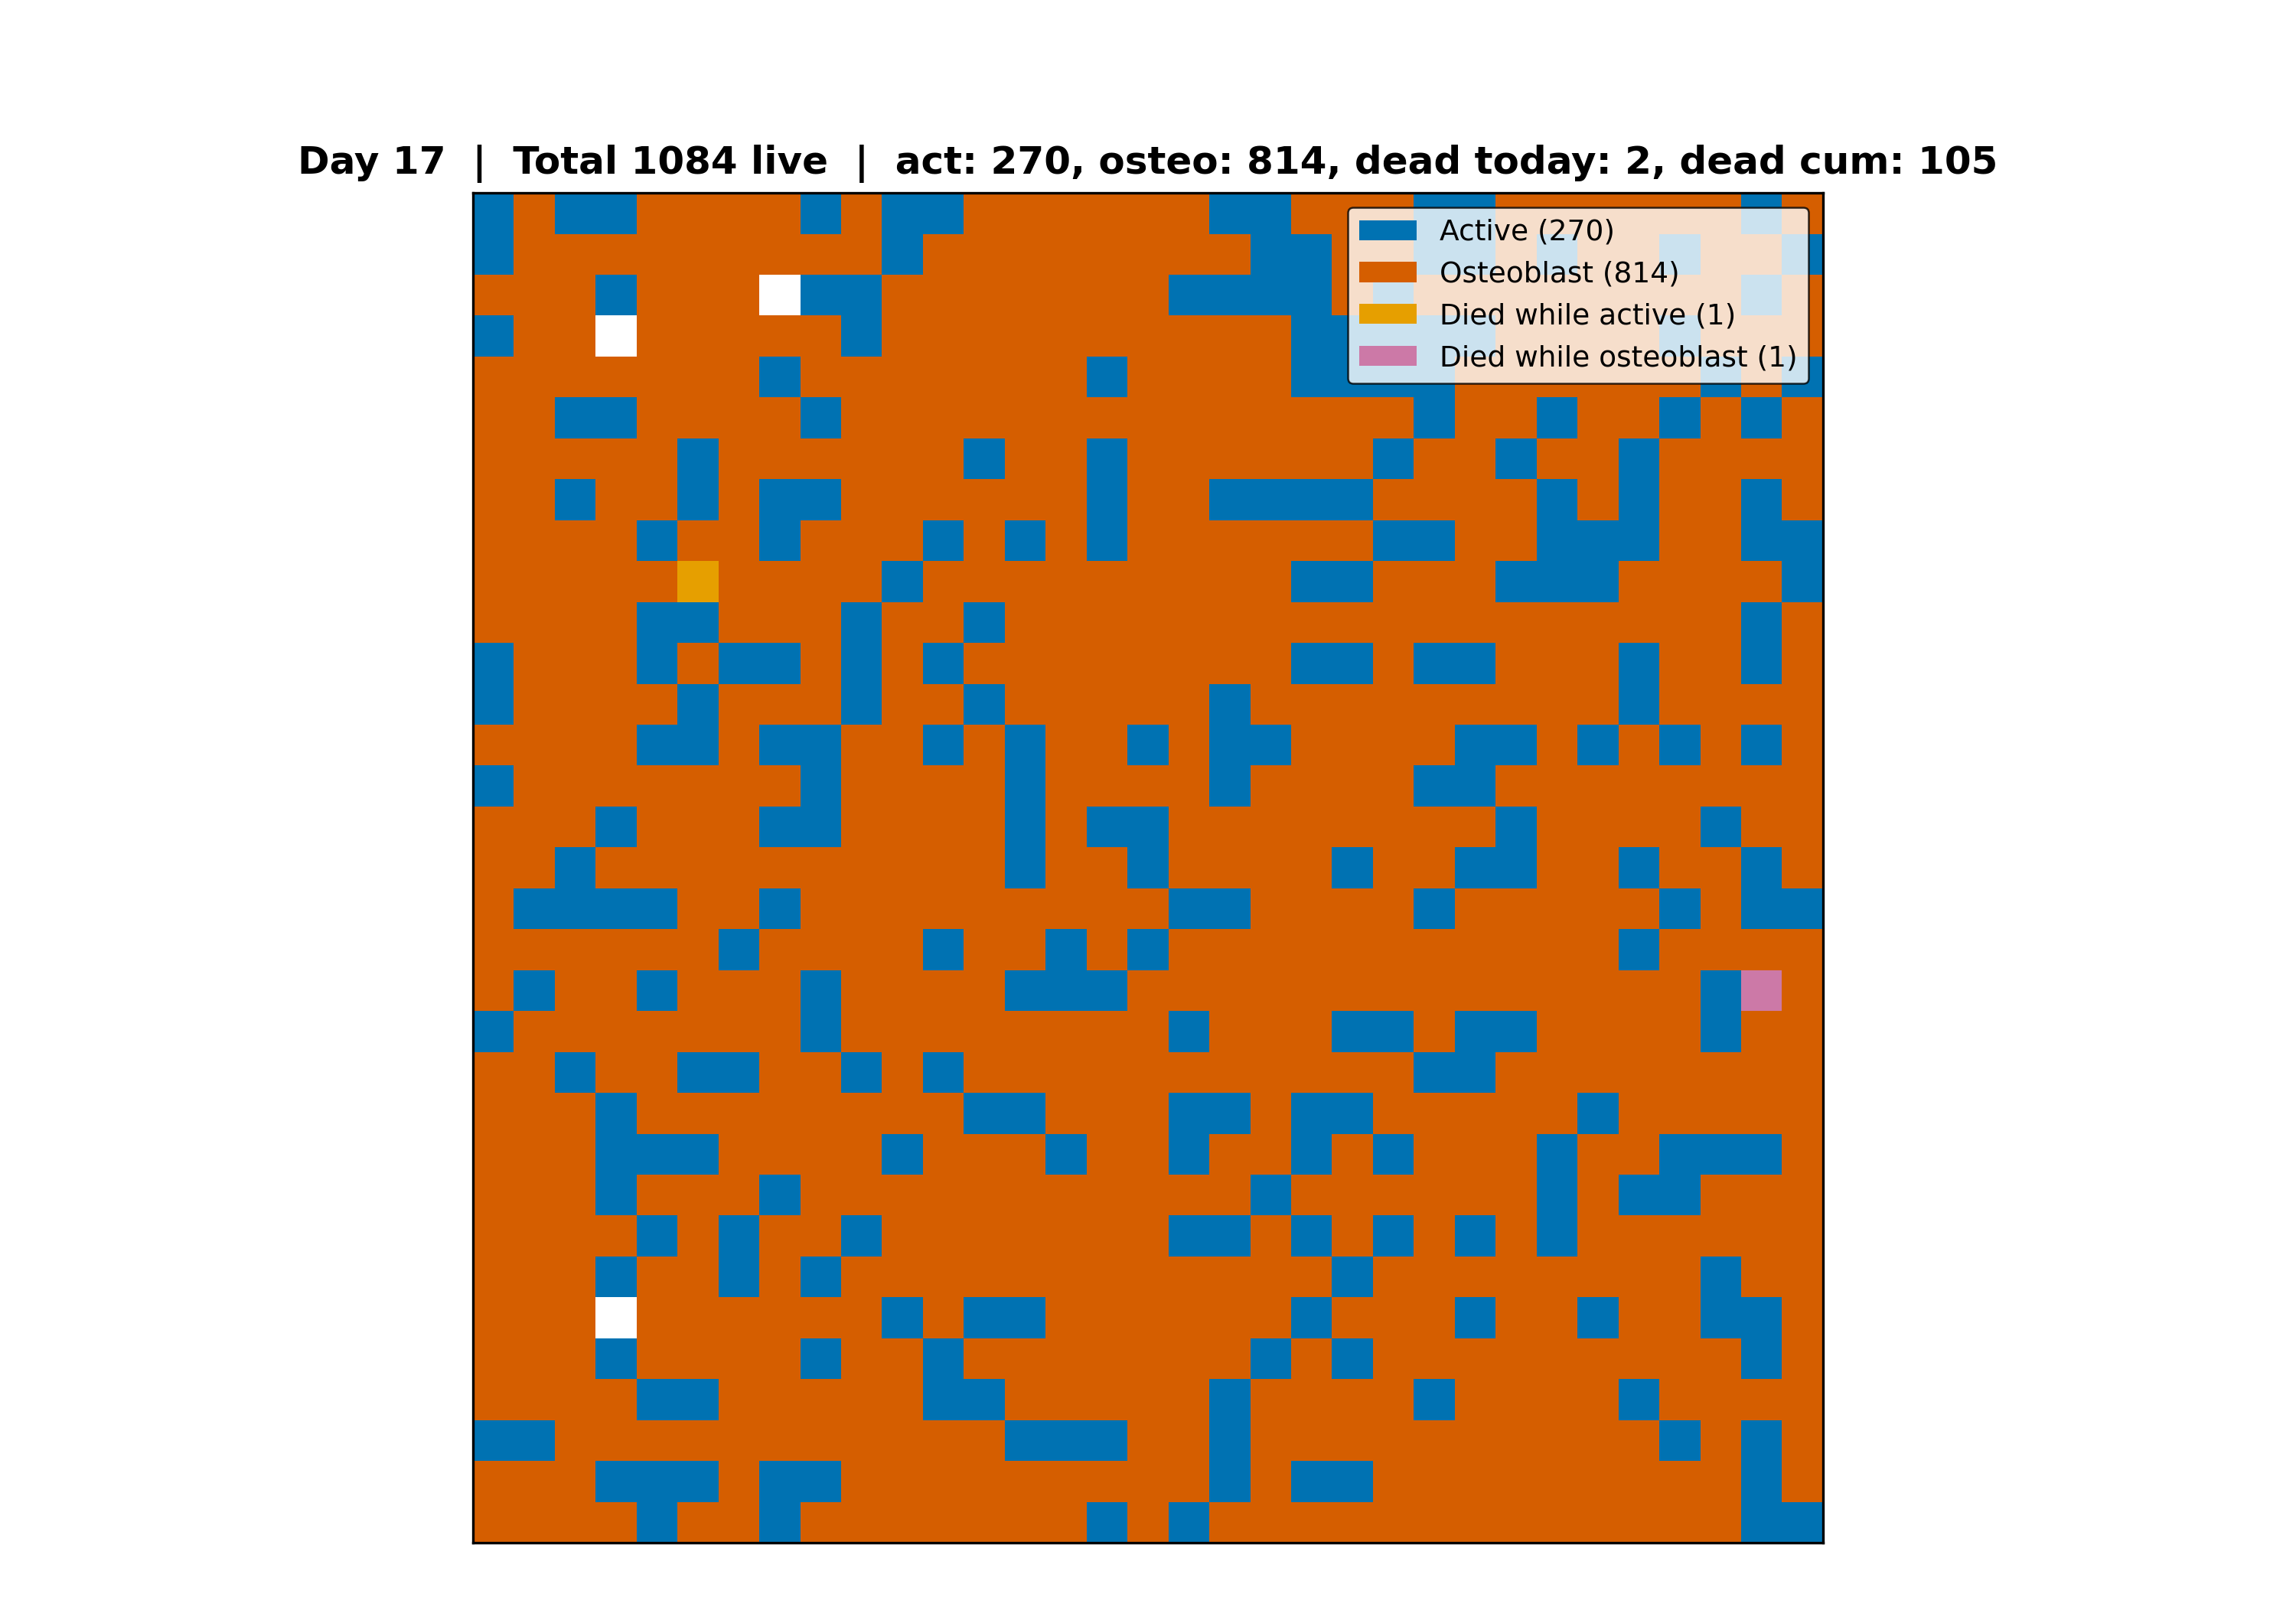 Day 17 | Total 1084 live | act: 270, osteo: 814, dead today: 2, dead cum: 105
Active (270)
Osteoblast (814)
Died while active (1)
Died while osteoblast (1)